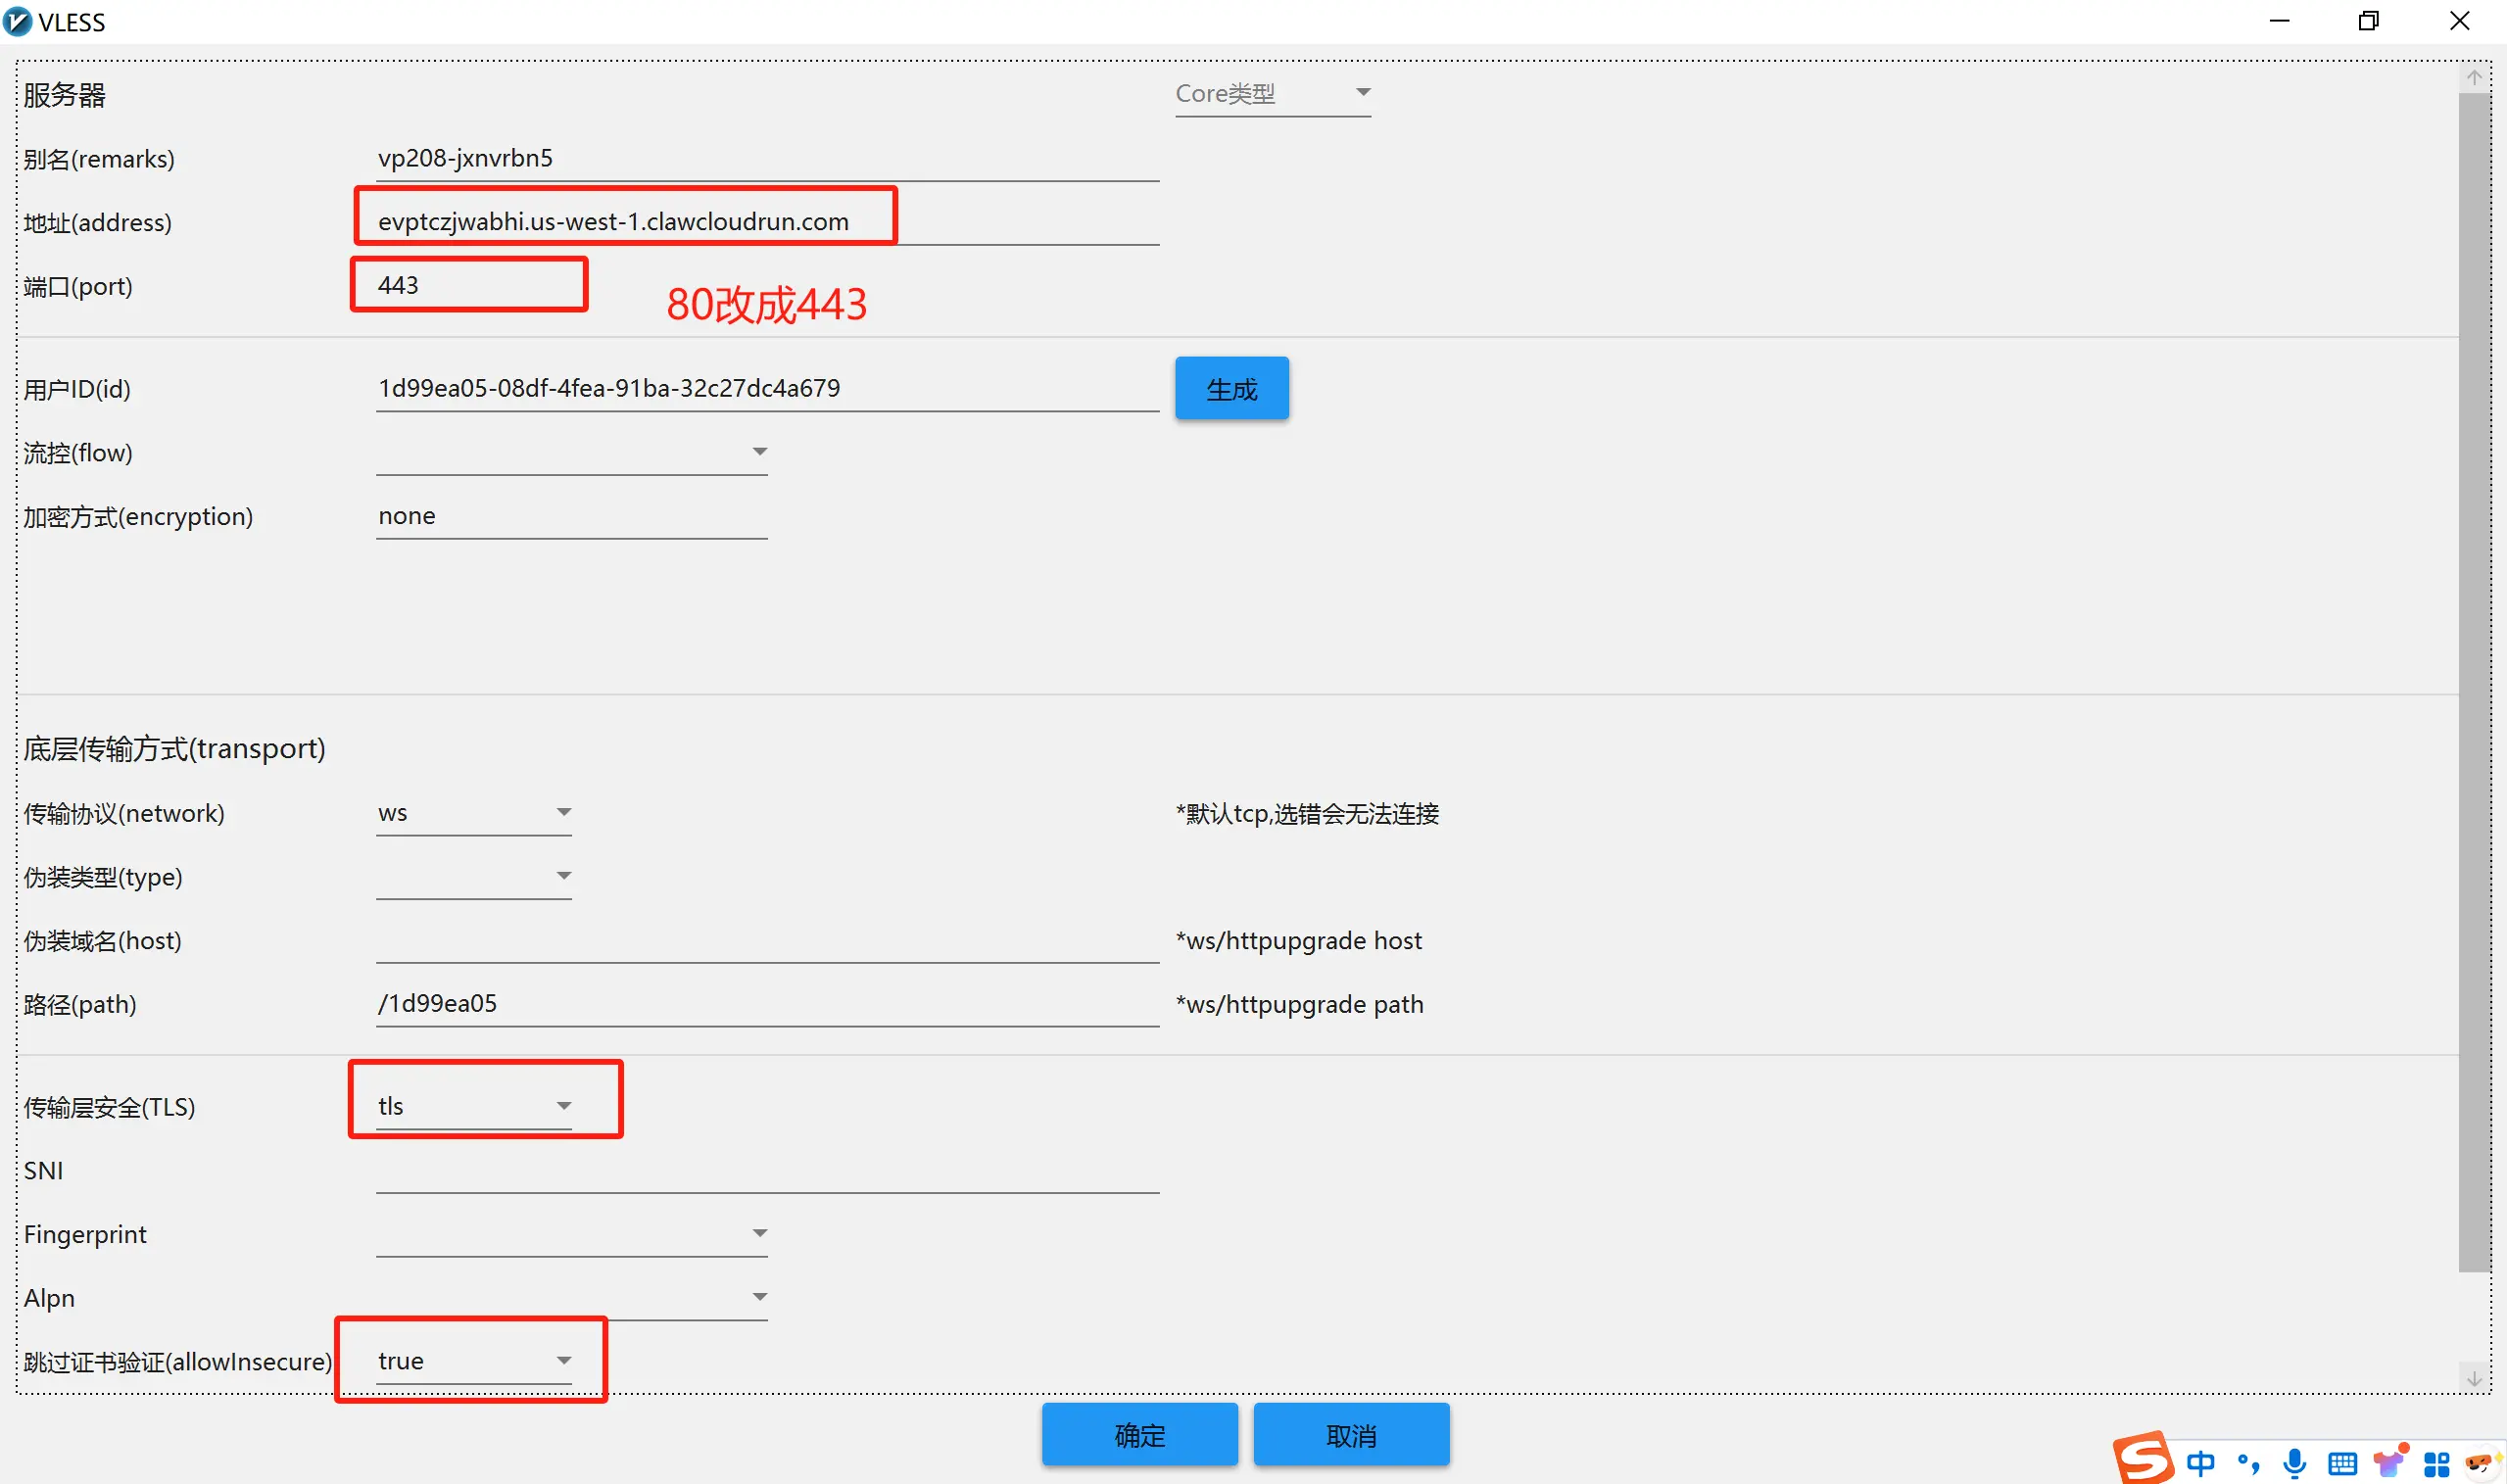 VLESS
服务器
Core类型
别名(remarks)
vp208-jxnvrbn5
地址(address)
evptczjwabhi.us-west-1.clawcloudrun.com
端口(port)
443
80改成443
用户ID(id)
1d99ea05-08df-4fea-91ba-32c27dc4a679
生成
流控(flow)
加密方式(encryption)
none
底层传输方式(transport)
传输协议(network)
ws
*默认tcp,选错会无法连接
伪装类型(type)
伪装域名(host)
*ws/httpupgrade host
路径(path)
/1d99ea05
*ws/httpupgrade path
传输层安全(TLS)
tls
SNI
Fingerprint
Alpn
跳过证书验证(allowInsecure)
true
确定
取消
中